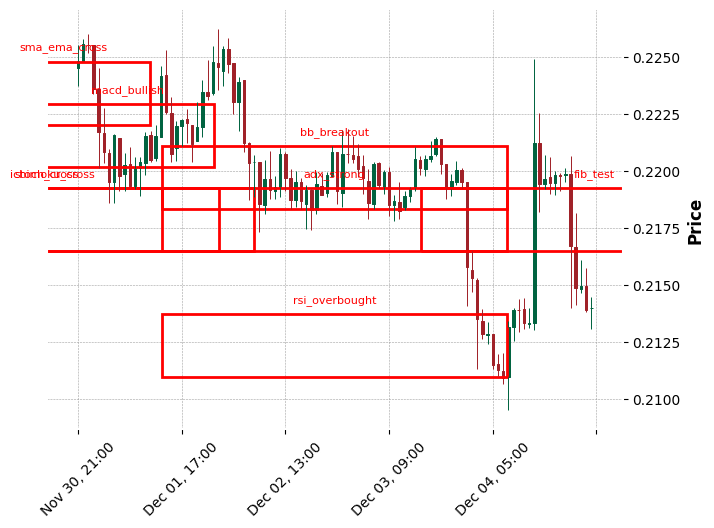 sma_ema_cross
macd_bullish
bb_breakout
adx_strong
fib_test
rsi_overbought
0.2250
0.2225
0.2200
0.2175
0.2150
0.2125
0.2100
Price
Nov 30, 21:00
Dec 01, 17:00
Dec 02, 13:00
Dec 03, 09:00
Dec 04, 05:00